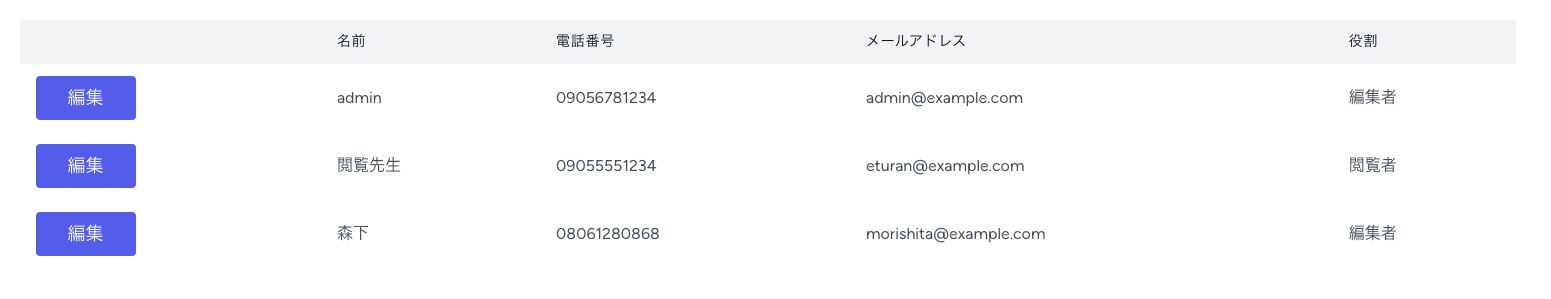 名前 電話番号 メールアドレス 役割
編集 admin 09056781234 admin@example.com 編集者
編集 閲覧先生 09055551234 eturan@example.com 閲覧者
編集 森下 08061280868 morishita@example.com 編集者